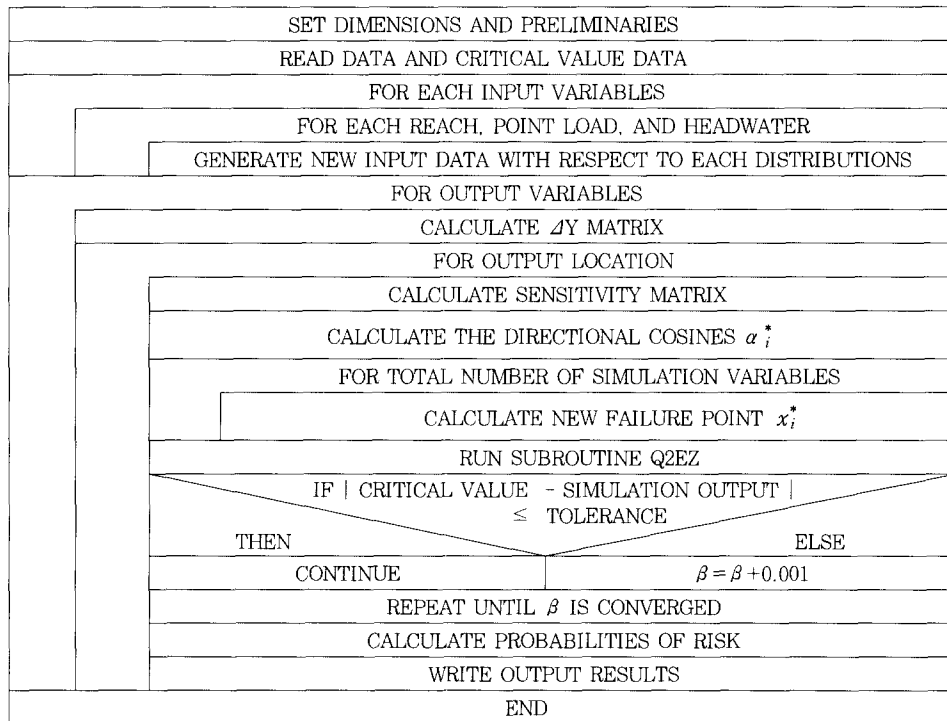 SET DIMENSIONS AND PRELIMINARIES
READ DATA AND CRITICAL VALUE DATA
FOR EACH INPUT VARIABLES
FOR EACH REACH, POINT LOAD, AND HEADWATER
GENERATE NEW INPUT DATA WITH RESPECT TO EACH DISTRIBUTIONS
FOR OUTPUT VARIABLES
CALCULATE ΔY MATRIX
FOR OUTPUT LOCATION
CALCULATE SENSITIVITY MATRIX
CALCULATE THE DIRECTIONAL COSINES α*i
FOR TOTAL NUMBER OF SIMULATION VARIABLES
CALCULATE NEW FAILURE POINT x*i
RUN SUBROUTINE Q2EZ
IF | CRITICAL VALUE - SIMULATION OUTPUT |
≤ TOLERANCE
THEN ELSE
CONTINUE β=β+0.001
REPEAT UNTIL β IS CONVERGED
CALCULATE PROBABILITIES OF RISK
WRITE OUTPUT RESULTS
END